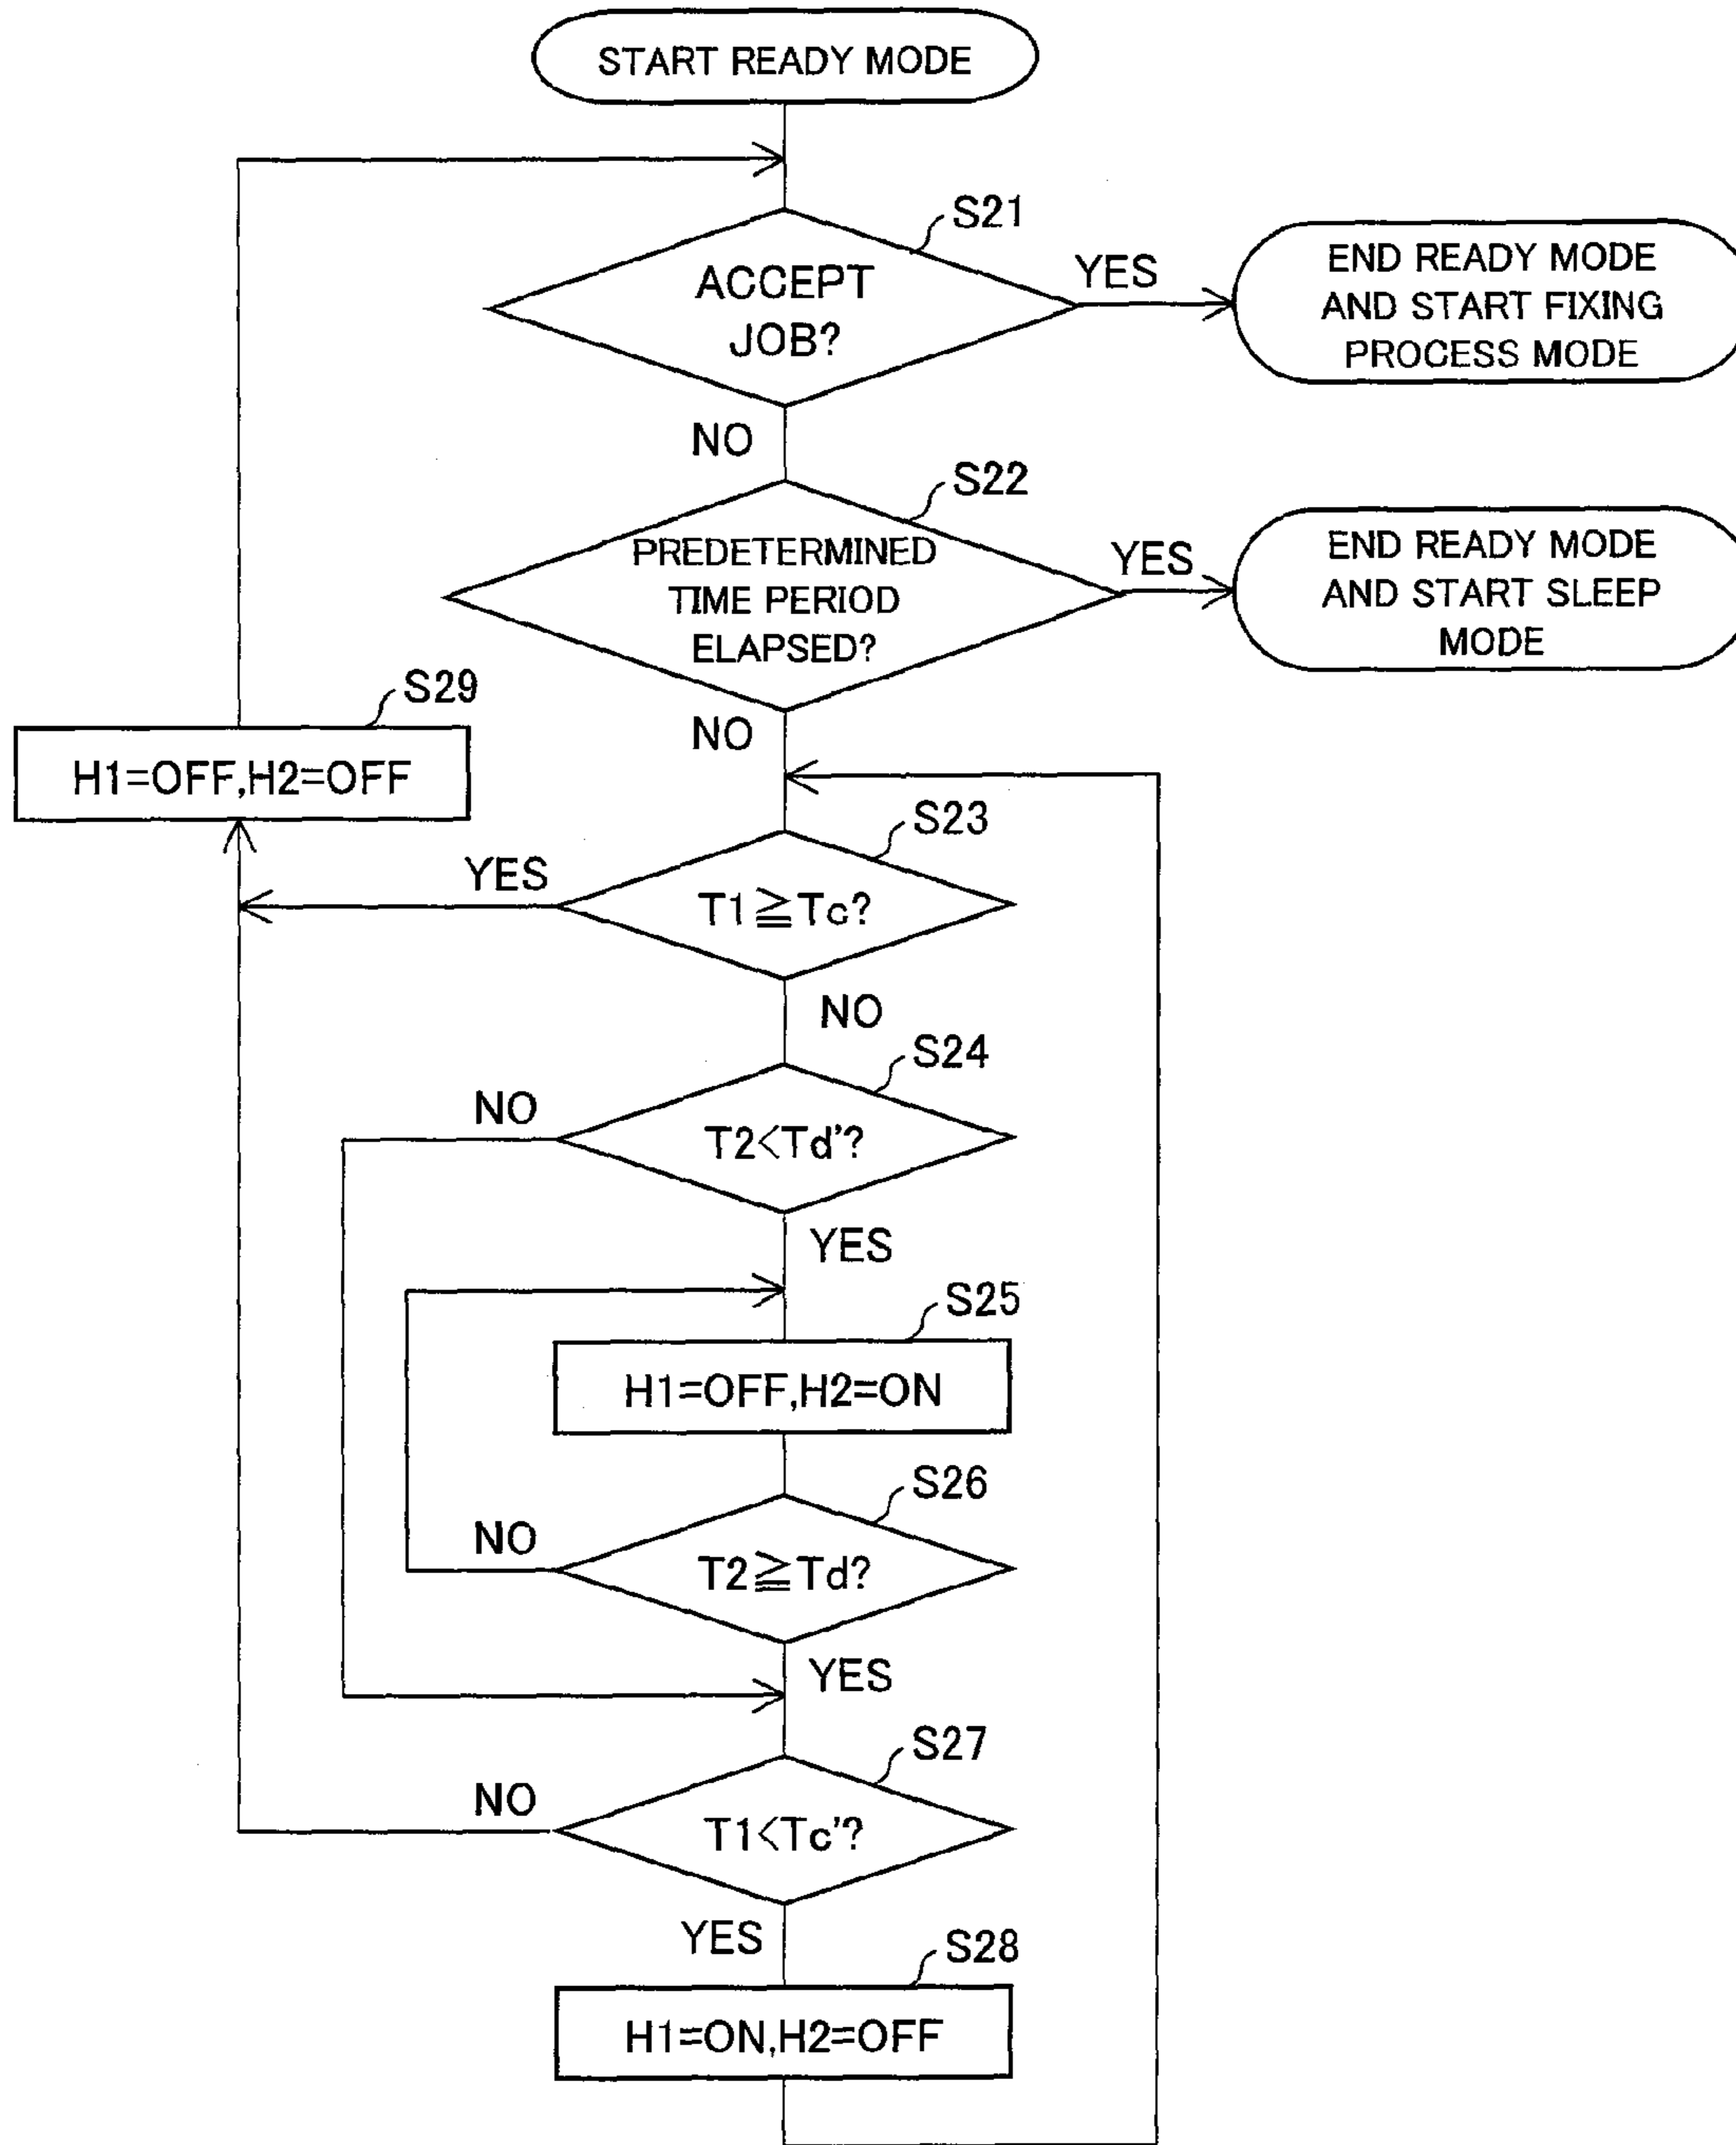 START READY MODE
S21
ACCEPT
JOB?
YES
END READY MODE
AND START FIXING
PROCESS MODE
NO
S22
PREDETERMINED
TIME PERIOD
ELAPSED?
YES
END READY MODE
AND START SLEEP
MODE
NO
S29
H1=OFF,H2=OFF
S23
YES
T1≧Tc?
NO
S24
NO
T2<Td'?
YES
S25
H1=OFF,H2=ON
S26
NO
T2≧Td?
YES
S27
NO
T1<Tc'?
YES
S28
H1=ON,H2=OFF